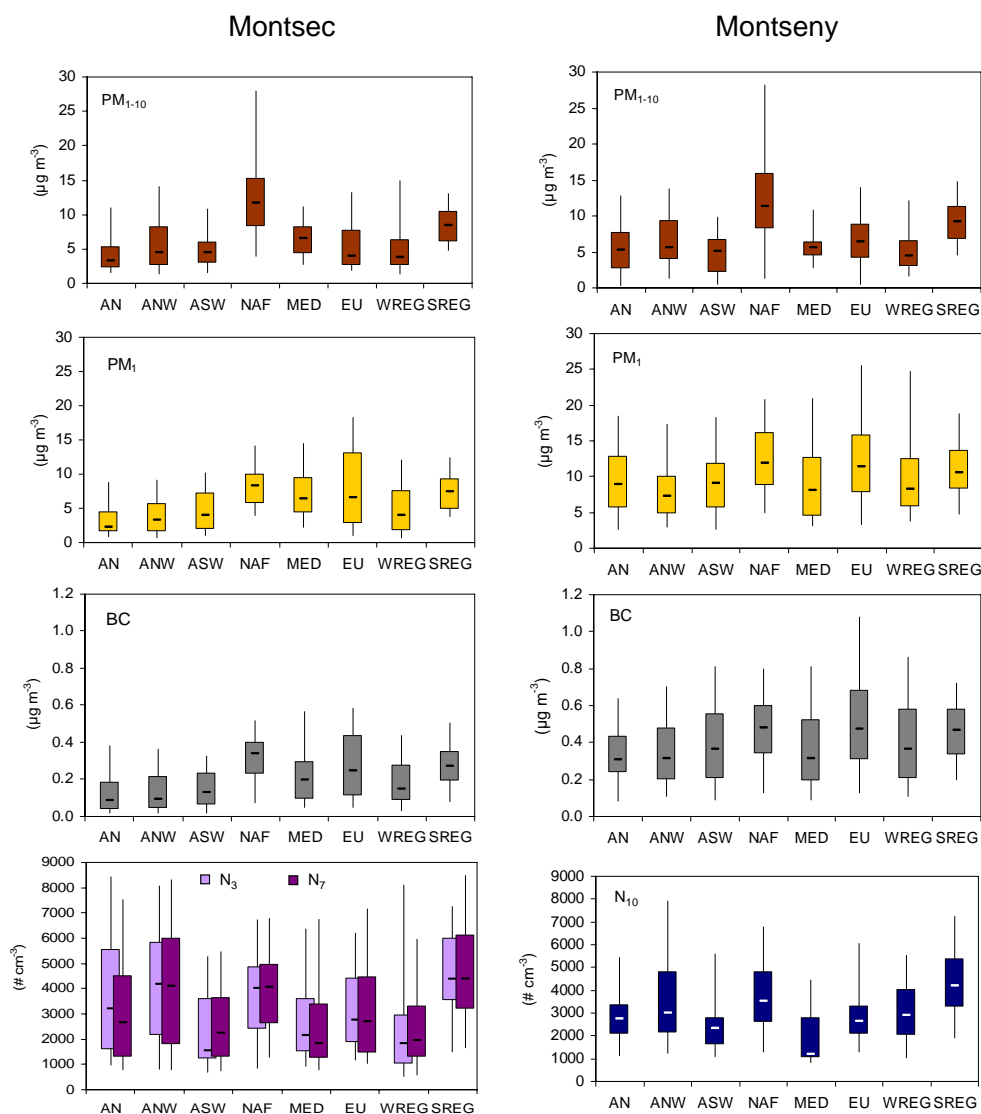 Montsec
Montseny
30
25
20
15
10
5
0
(µg m-3)
PM1-10
AN ANW ASW NAF MED EU WREG SREG
30
25
20
15
10
5
0
(µg m-3)
PM1-10
AN ANW ASW NAF MED EU WREG SREG
30
25
20
15
10
5
0
(µg m-3)
PM1
AN ANW ASW NAF MED EU WREG SREG
30
25
20
15
10
5
0
(µg m-3)
PM1
AN ANW ASW NAF MED EU WREG SREG
1.2
1.0
0.8
0.6
0.4
0.2
0.0
(µg m-3)
BC
AN ANW ASW NAF MED EU WREG SREG
1.2
1.0
0.8
0.6
0.4
0.2
0.0
(µg m-3)
BC
AN ANW ASW NAF MED EU WREG SREG
9000
8000
7000
6000
5000
4000
3000
2000
1000
0
(# cm-3)
N3 N7
AN ANW ASW NAF MED EU WREG SREG
9000
8000
7000
6000
5000
4000
3000
2000
1000
0
(# cm-3)
N10
AN ANW ASW NAF MED EU WREG SREG